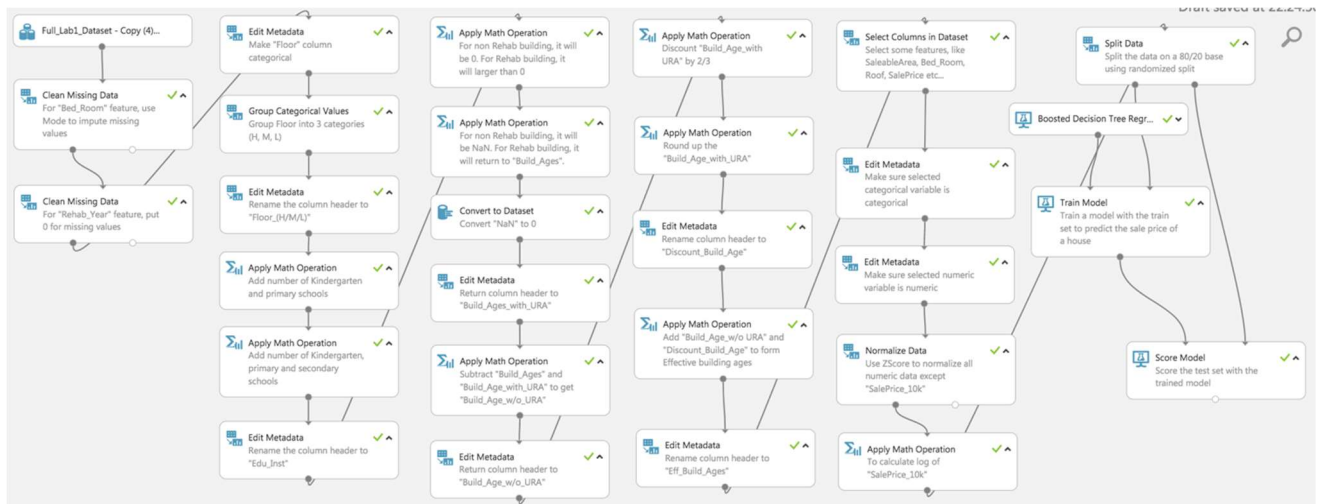 Draft saved at 22:24:5
Full_Lab1_Dataset - Copy (4)...
Clean Missing Data
For "Bed_Room" feature, use
Mode to impute missing
values
Clean Missing Data
For "Rehab_Year" feature, put
0 for missing values
Edit Metadata
Make "Floor" column
categorical
Group Categorical Values
Group Floor into 3 categories
(H, M, L)
Edit Metadata
Rename the column header to
"Floor_(H/M/L)"
Apply Math Operation
Add number of Kindergarten
and primary schools
Apply Math Operation
Add number of Kindergarten,
primary and secondary
schools
Edit Metadata
Rename the column header to
"Edu_Inst"
Apply Math Operation
For non Rehab building, it will
be 0. For Rehab building, it
will larger than 0
Apply Math Operation
For non Rehab building, it will
be NaN. For Rehab building, it
will return to "Build_Ages".
Convert to Dataset
Convert "NaN" to 0
Edit Metadata
Return column header to
"Build_Ages_with_URA"
Apply Math Operation
Subtract "Build_Ages" and
"Build_Age_with_URA" to get
"Build_Age_w/o_URA"
Edit Metadata
Return column header to
"Build_Age_w/o_URA"
Apply Math Operation
Discount "Build_Age_with
URA" by 2/3
Apply Math Operation
Round up the
"Build_Age_with_URA"
Edit Metadata
Rename column header to
"Discount_Build_Age"
Apply Math Operation
Add "Build_Age_w/o URA" and
"Discount_Build_Age" to form
Effective building ages
Edit Metadata
Rename column header to
"Eff_Build_Ages"
Select Columns in Dataset
Select some features, like
SaleableArea, Bed_Room,
Roof, SalePrice etc...
Edit Metadata
Make sure selected
categorical variable is
categorical
Edit Metadata
Make sure selected numeric
variable is numeric
Normalize Data
Use ZScore to normalize all
numeric data except
"SalePrice_10k"
Apply Math Operation
To calculate log of
"SalePrice_10k"
Split Data
Split the data on a 80/20 base
using randomized split
Boosted Decision Tree Regr...
Train Model
Train a model with the train
set to predict the sale price of
a house
Score Model
Score the test set with the
trained model